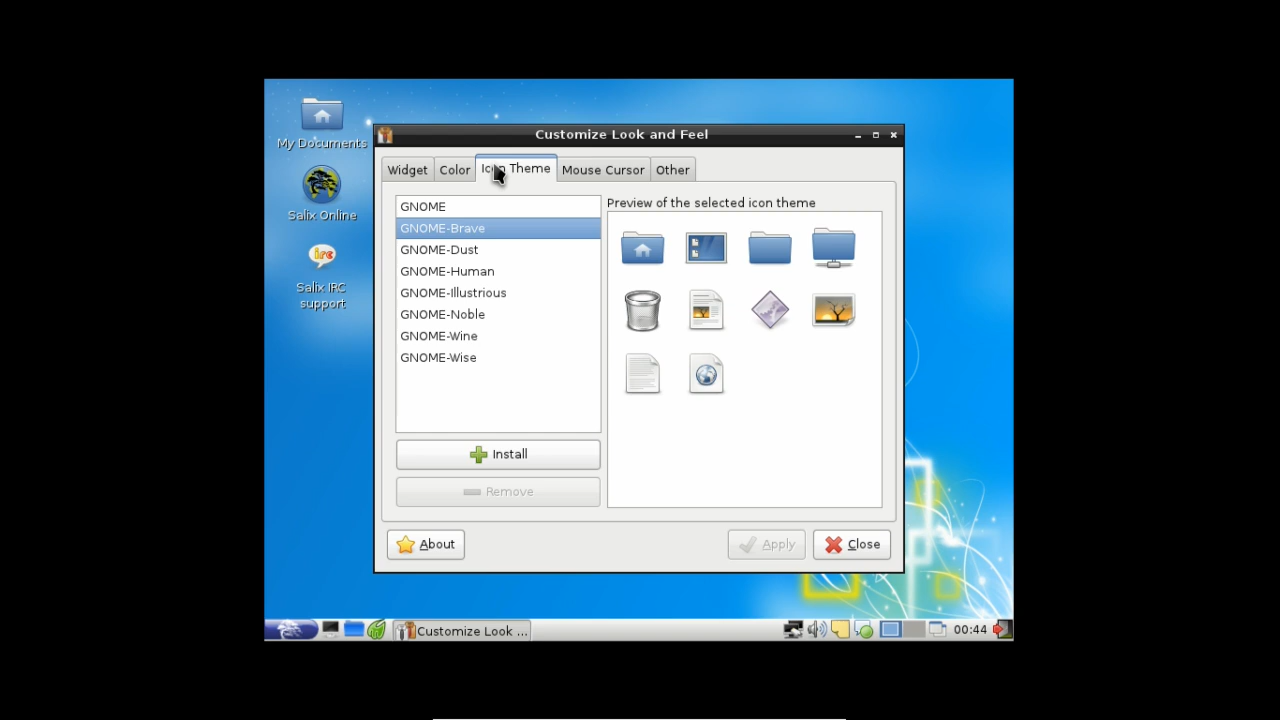 My Documents
Salix Online
irc
Salix IRC
support
Customize Look and Feel
Widget
Color
Icon Theme
Mouse Cursor
Other
GNOME
GNOME-Brave
GNOME-Dust
GNOME-Human
GNOME-Illustrious
GNOME-Noble
GNOME-Wine
GNOME-Wise
Preview of the selected icon theme
Install
Remove
About
Apply
Close
Customize Look ...
00:44